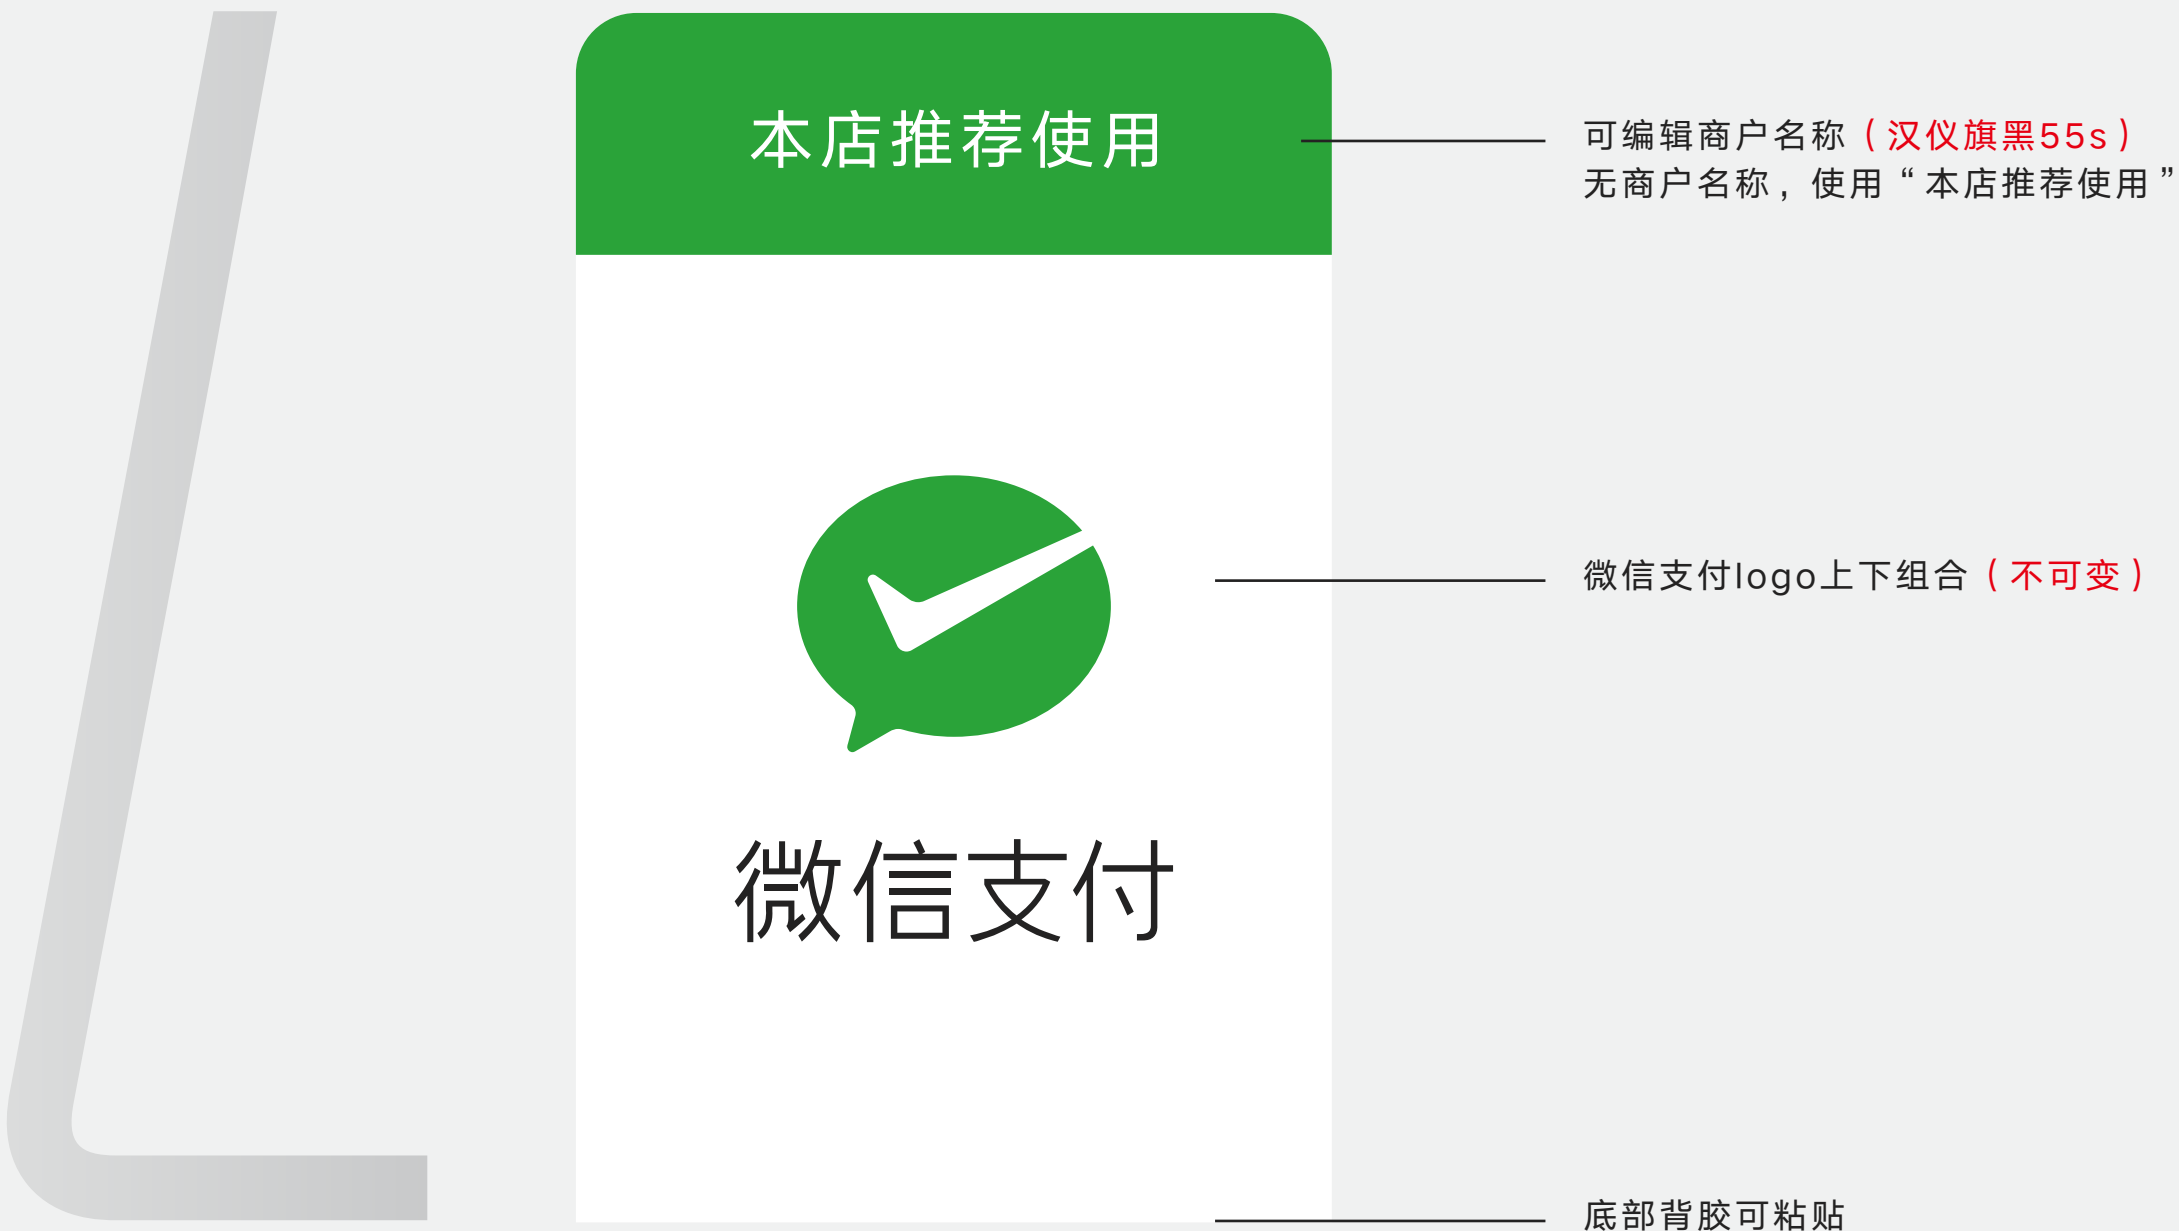 本店推荐使用
可编辑商户名称（汉仪旗黑55s）
无商户名称，使用“本店推荐使用”
微信支付logo上下组合（不可变）
微信支付
底部背胶可粘贴